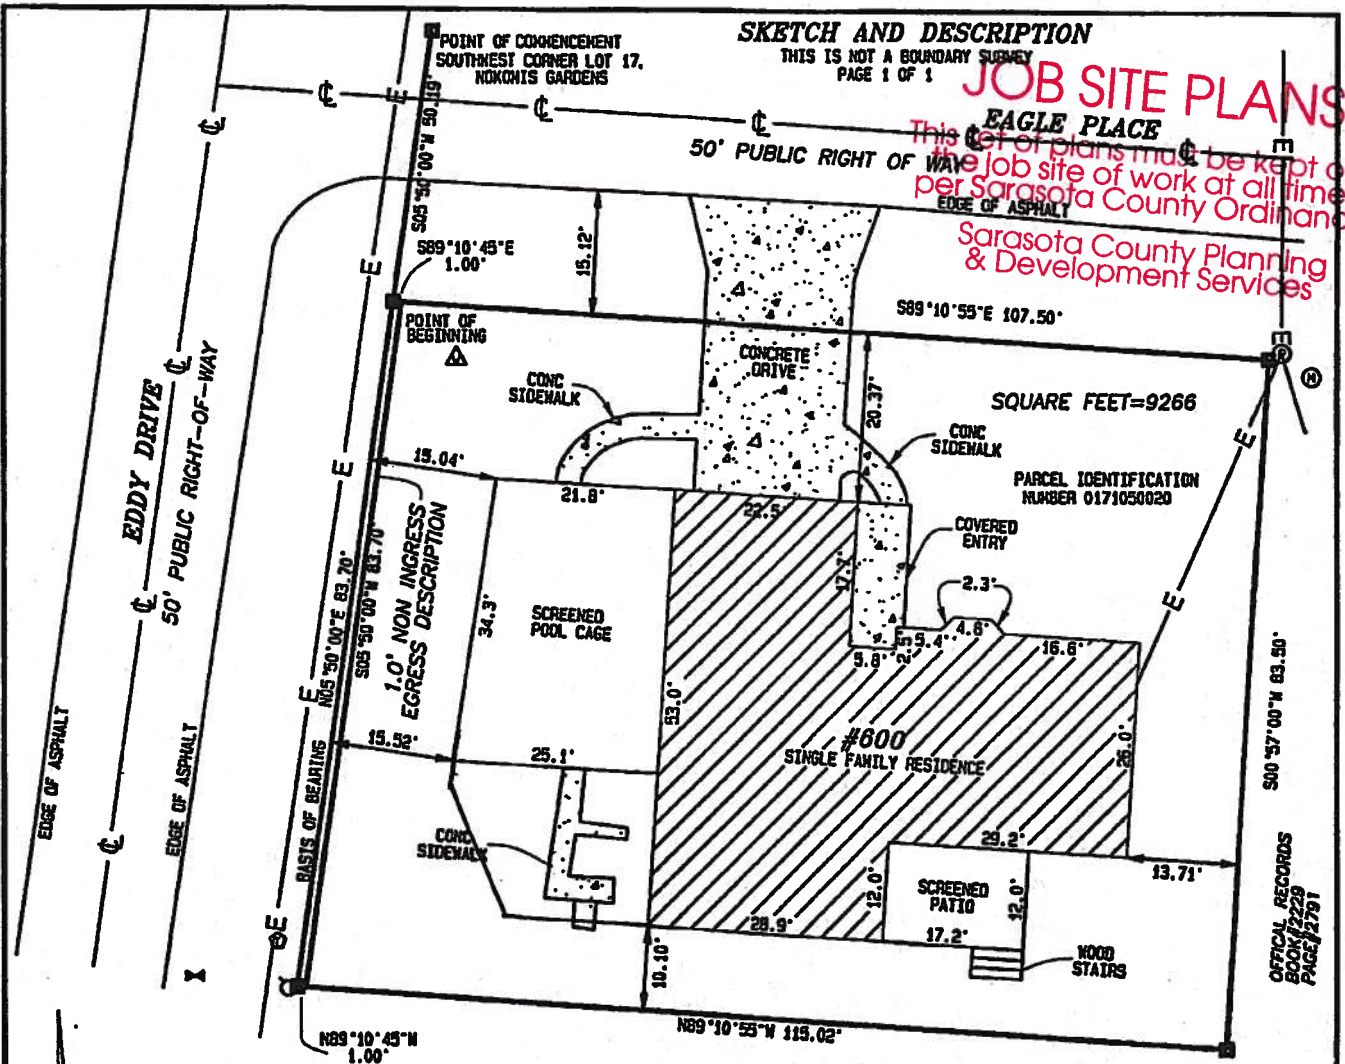 SKETCH AND DESCRIPTION
THIS IS NOT A BOUNDARY SURVEY
PAGE 1 OF 1
JOB SITE PLANS
This set of plans must be kept o
the job site of work at all time
per Sarasota County Ordinanc
Sarasota County Planning
& Development Services
POINT OF COMMENCEMENT
SOUTHWEST CORNER LOT 17,
NOKOMIS GARDENS
EAGLE PLACE
50' PUBLIC RIGHT OF WAY
EDGE OF ASPHALT
S05°50'00"W 50.19'
S89°10'45"E
1.00'
15.12'
S89°10'55"E 107.50'
POINT OF
BEGINNING
CONCRETE
DRIVE
CONC
SIDEWALK
20.37'
SQUARE FEET=9266
CONC
SIDEWALK
PARCEL IDENTIFICATION
NUMBER 0171050020
EDDY DRIVE
50' PUBLIC RIGHT-OF-WAY
15.04'
21.8'
22.5'
COVERED
ENTRY
1.0' NON INGRESS
EGRESS DESCRIPTION
N05°50'00"E 83.70'
S05°50'00"W 83.70'
34.3'
SCREENED
POOL CAGE
17.7'
2.3'
4.6'
5.4'
2.5'
5.8'
16.6'
53.0'
#600
SINGLE FAMILY RESIDENCE
26.0'
S00°57'00"W 83.50'
EDGE OF ASPHALT
EDGE OF ASPHALT
BASIS OF BEARING
15.52'
25.1'
CONC
SIDEWALK
29.2'
12.0'
SCREENED
PATIO
12.0'
13.71'
28.9'
17.2'
10.10'
WOOD
STAIRS
OFFICAL RECORDS
BOOK#2229
PAGE#2791
N89°10'55"W 115.02'
N89°10'45"W
1.00'
E
E
E
E
E
E
E
E
E
E
E